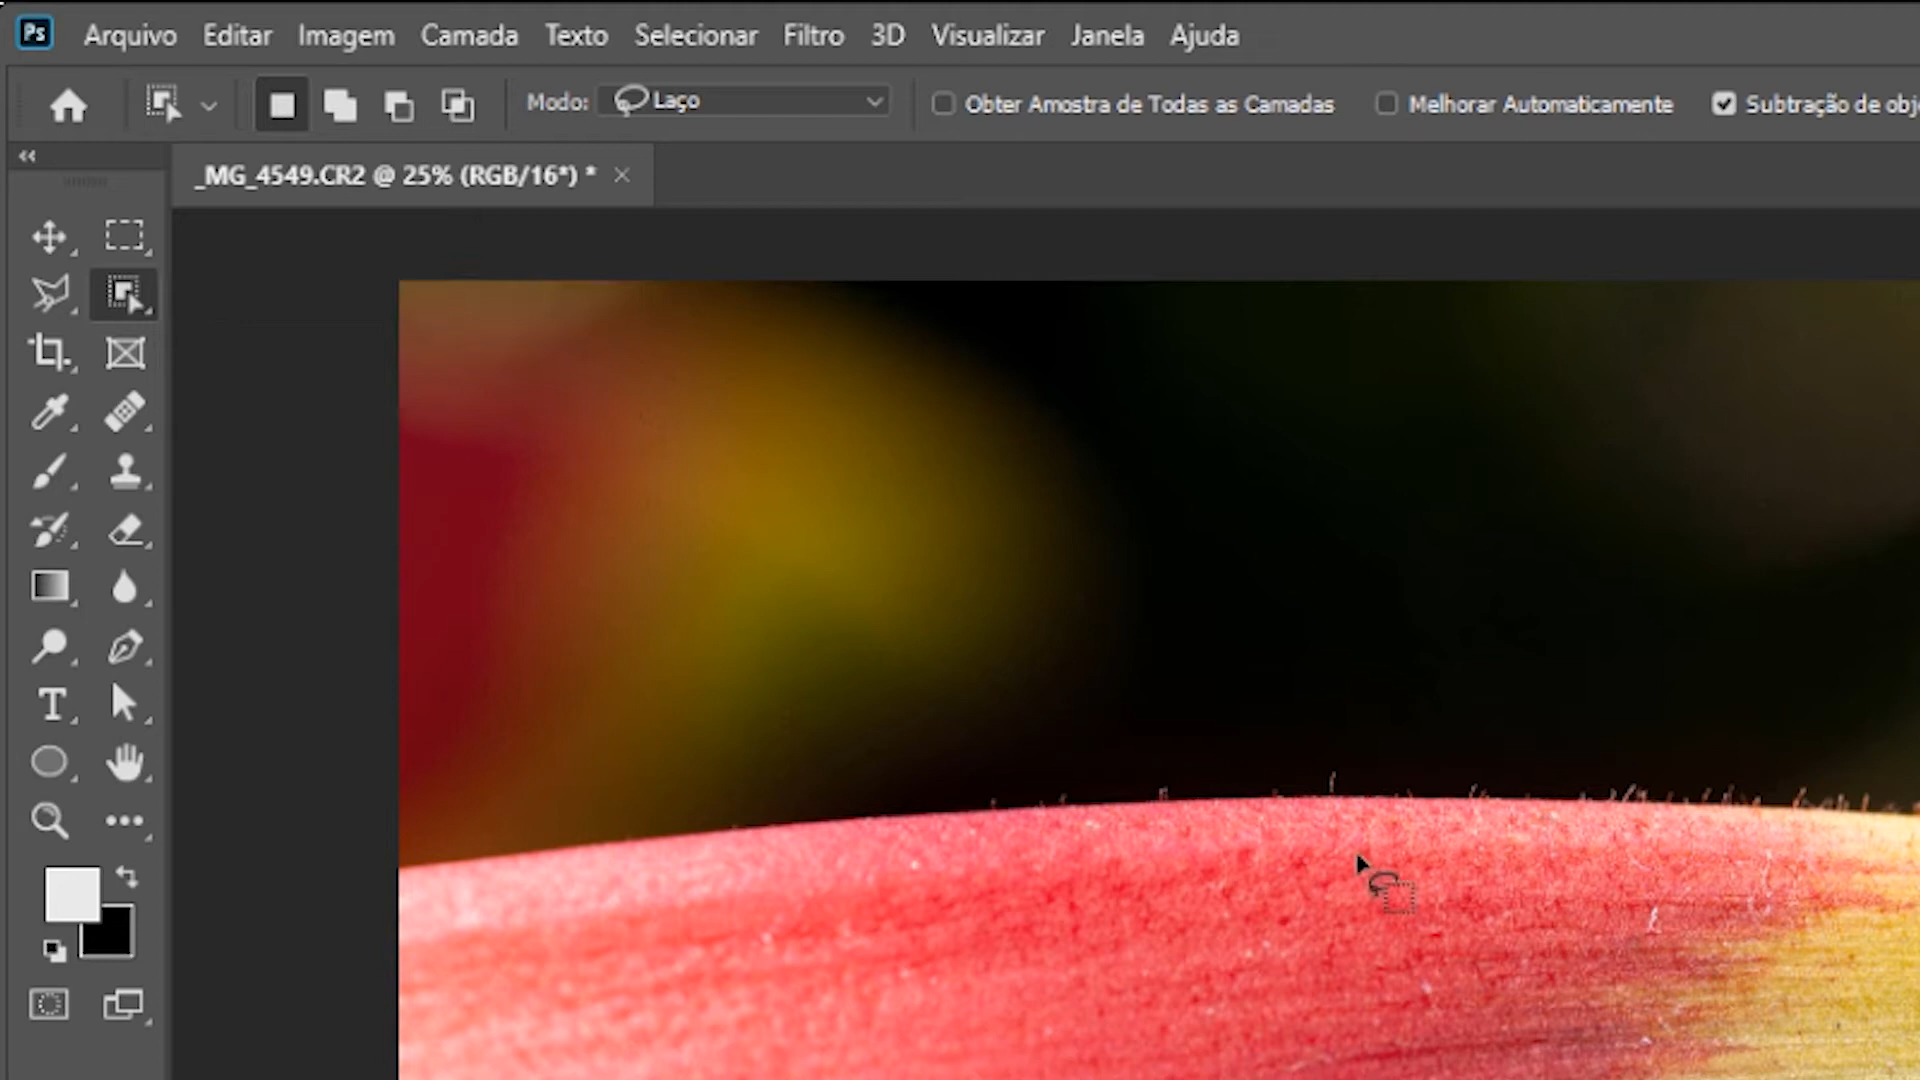 Ps Arquivo Editar Imagem Camada Texto Selecionar Filtro 3D Visualizar Janela Ajuda
Modo: Laço Obter Amostra de Todas as Camadas Melhorar Automaticamente Subtração de obj
_MG_4549.CR2 @ 25% (RGB/16*) * ×